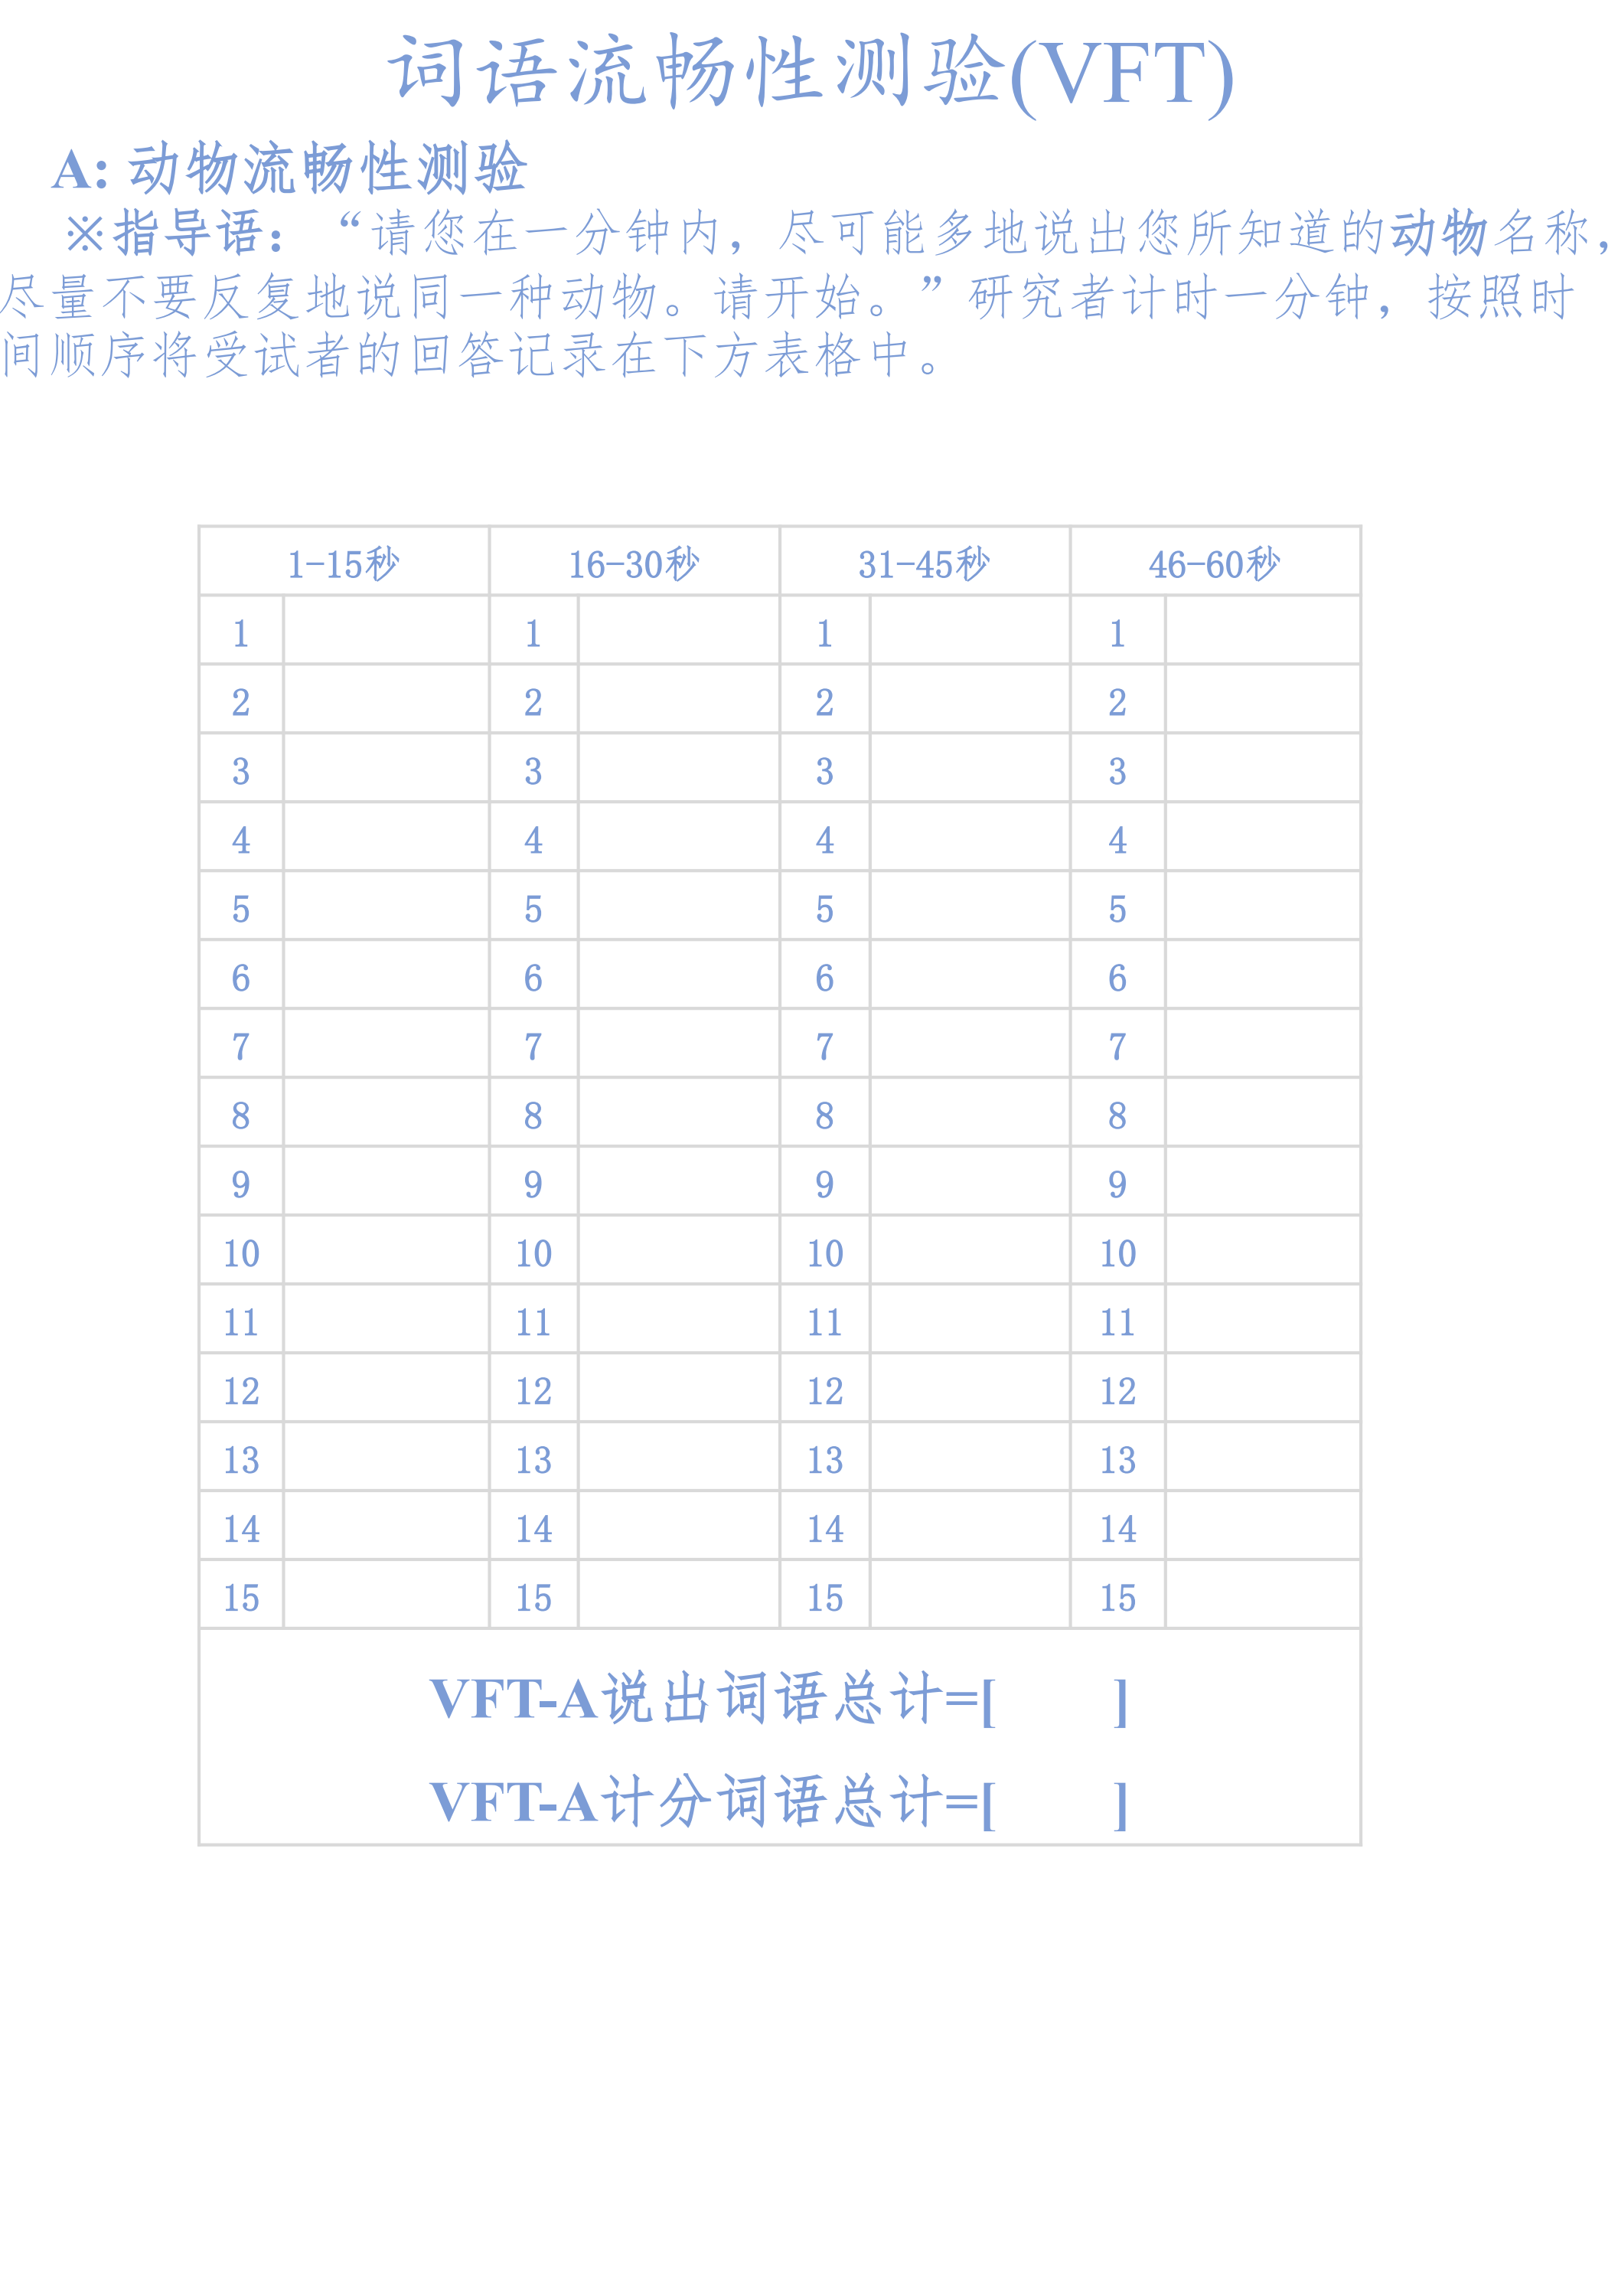 词语流畅性测验(VFT)
A: 动物流畅性测验
※指导语：“请您在一分钟内，尽可能多地说出您所知道的动物名称，
尽量不要反复地说同一种动物。请开始。”研究者计时一分钟，按照时
间顺序将受试者的回答记录在下方表格中。
1-15秒 16-30秒 31-45秒 46-60秒
1 1 1 1
2 2 2 2
3 3 3 3
4 4 4 4
5 5 5 5
6 6 6 6
7 7 7 7
8 8 8 8
9 9 9 9
10 10 10 10
11 11 11 11
12 12 12 12
13 13 13 13
14 14 14 14
15 15 15 15
VFT-A说出词语总计=[ ]
VFT-A计分词语总计=[ ]